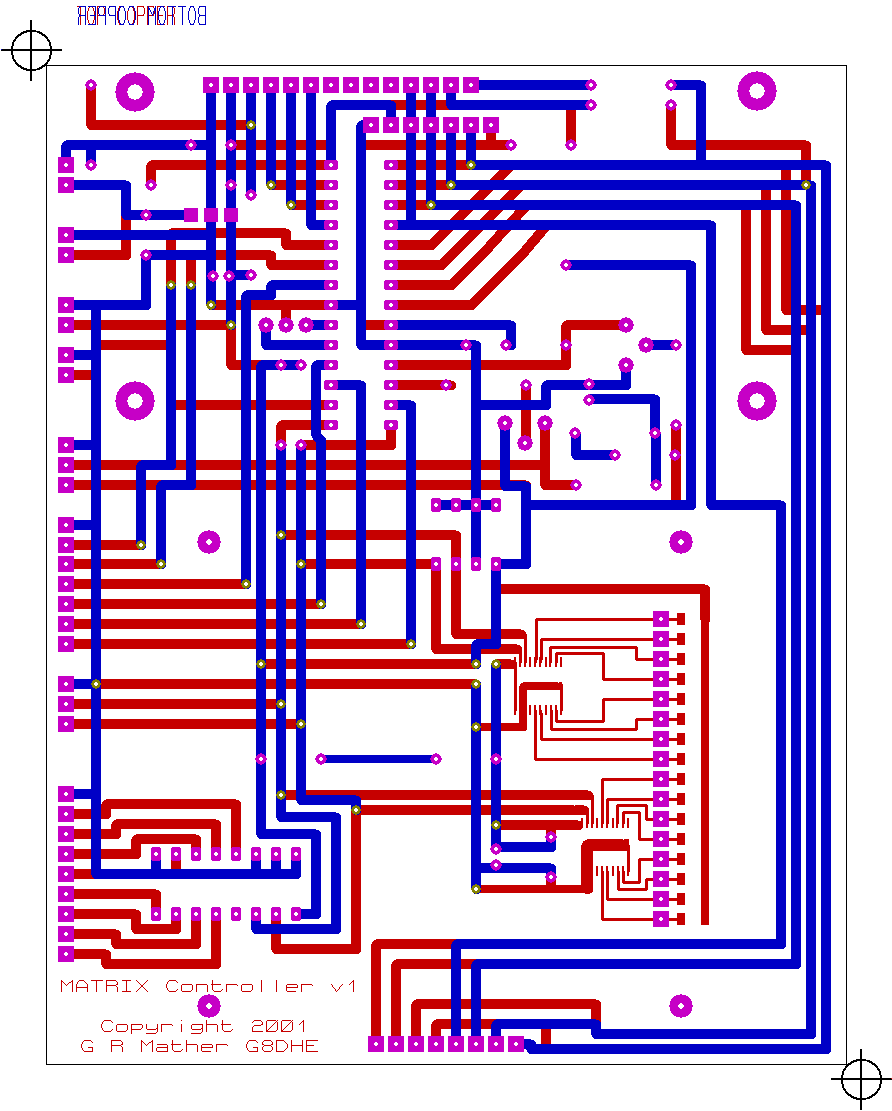 MATRIX Controller v1
Copyright 2001
G R Mather G8DHE